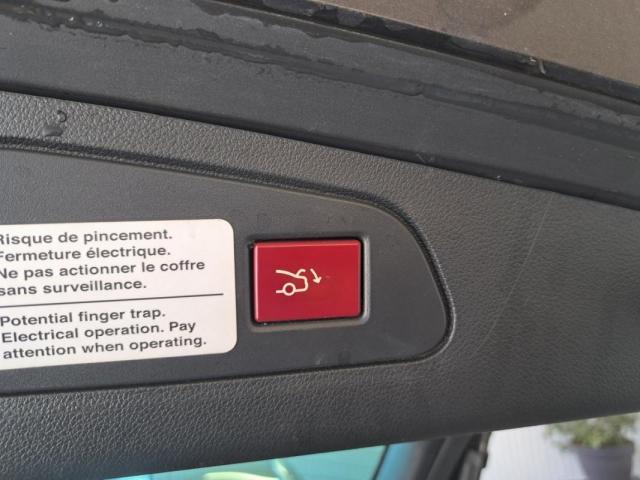 Risque de pincement.
Fermeture électrique.
Ne pas actionner le coffre
sans surveillance.
Potential finger trap.
Electrical operation. Pay
attention when operating.